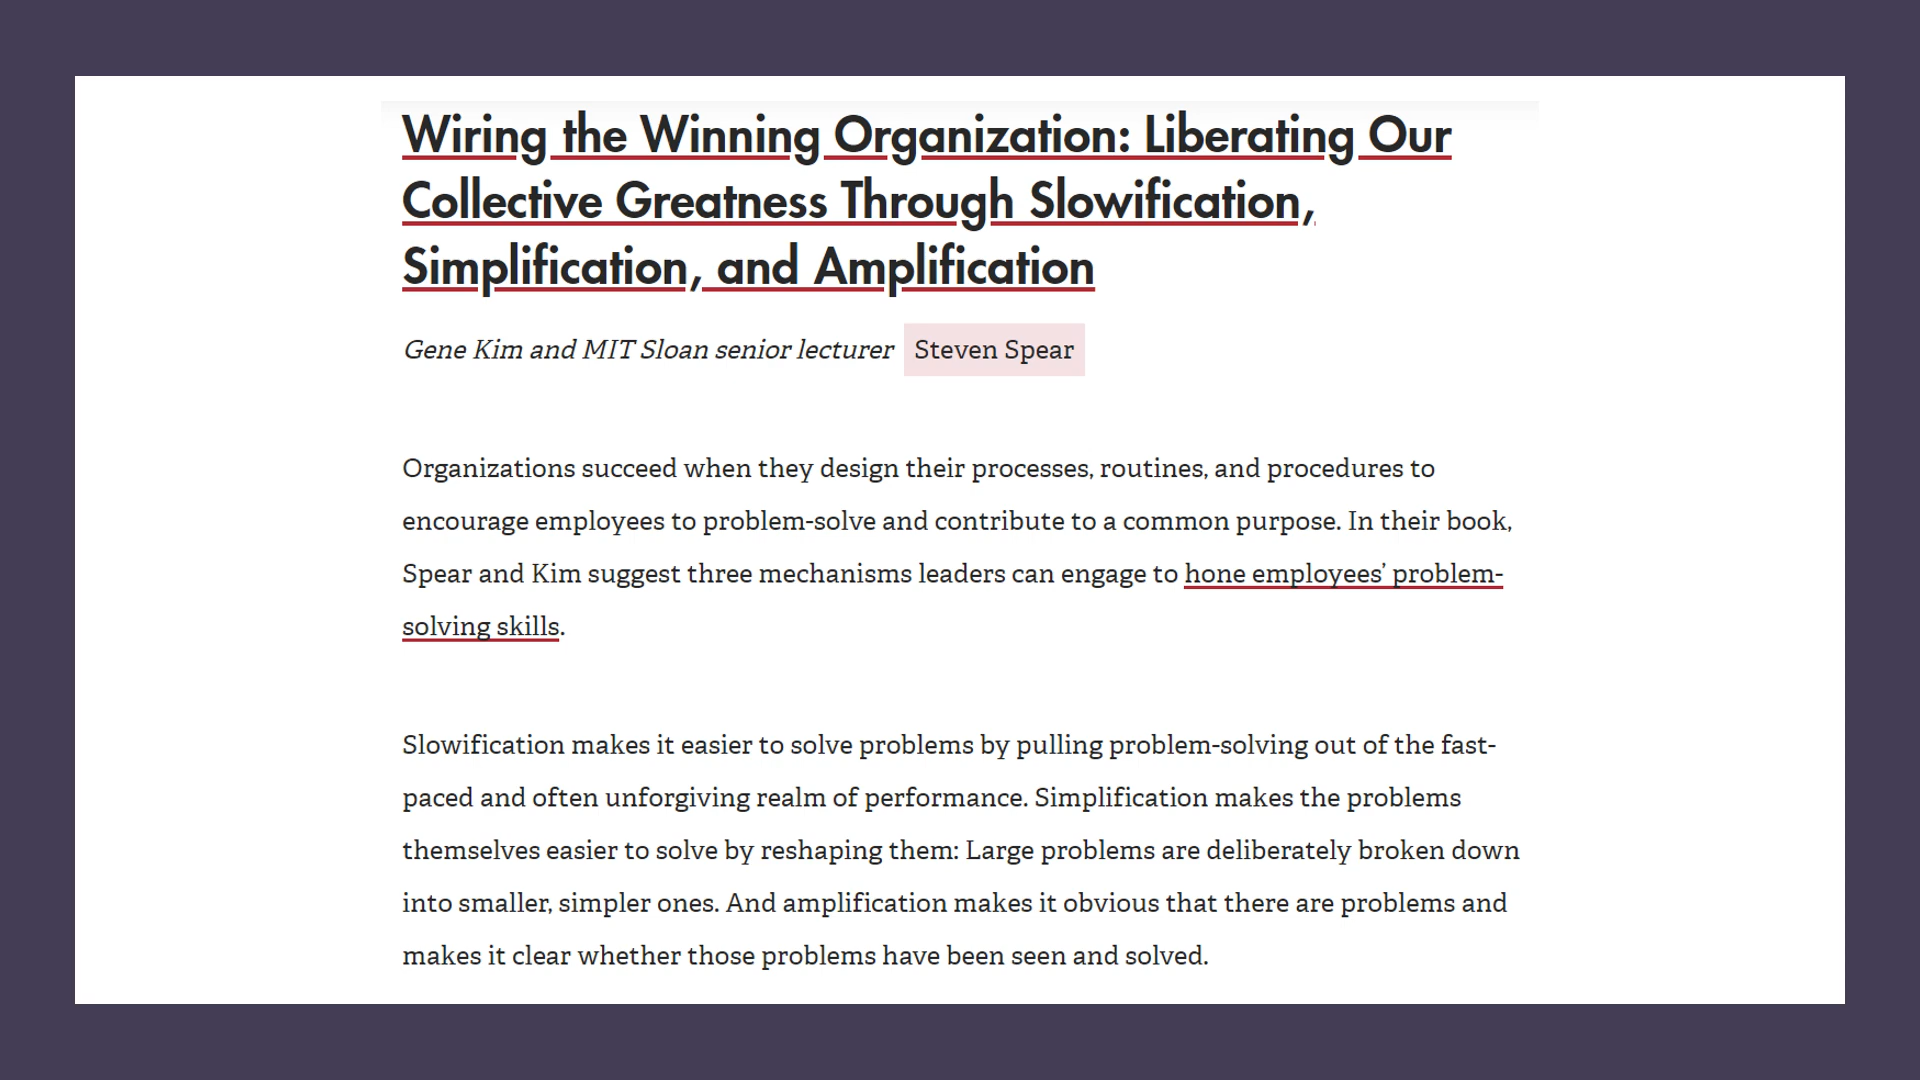 Wiring the Winning Organization: Liberating Our
Collective Greatness Through Slowification,
Simplification, and Amplification
Gene Kim and MIT Sloan senior lecturer Steven Spear
Organizations succeed when they design their processes, routines, and procedures to
encourage employees to problem-solve and contribute to a common purpose. In their book,
Spear and Kim suggest three mechanisms leaders can engage to hone employees’ problem-
solving skills.
Slowification makes it easier to solve problems by pulling problem-solving out of the fast-
paced and often unforgiving realm of performance. Simplification makes the problems
themselves easier to solve by reshaping them: Large problems are deliberately broken down
into smaller, simpler ones. And amplification makes it obvious that there are problems and
makes it clear whether those problems have been seen and solved.